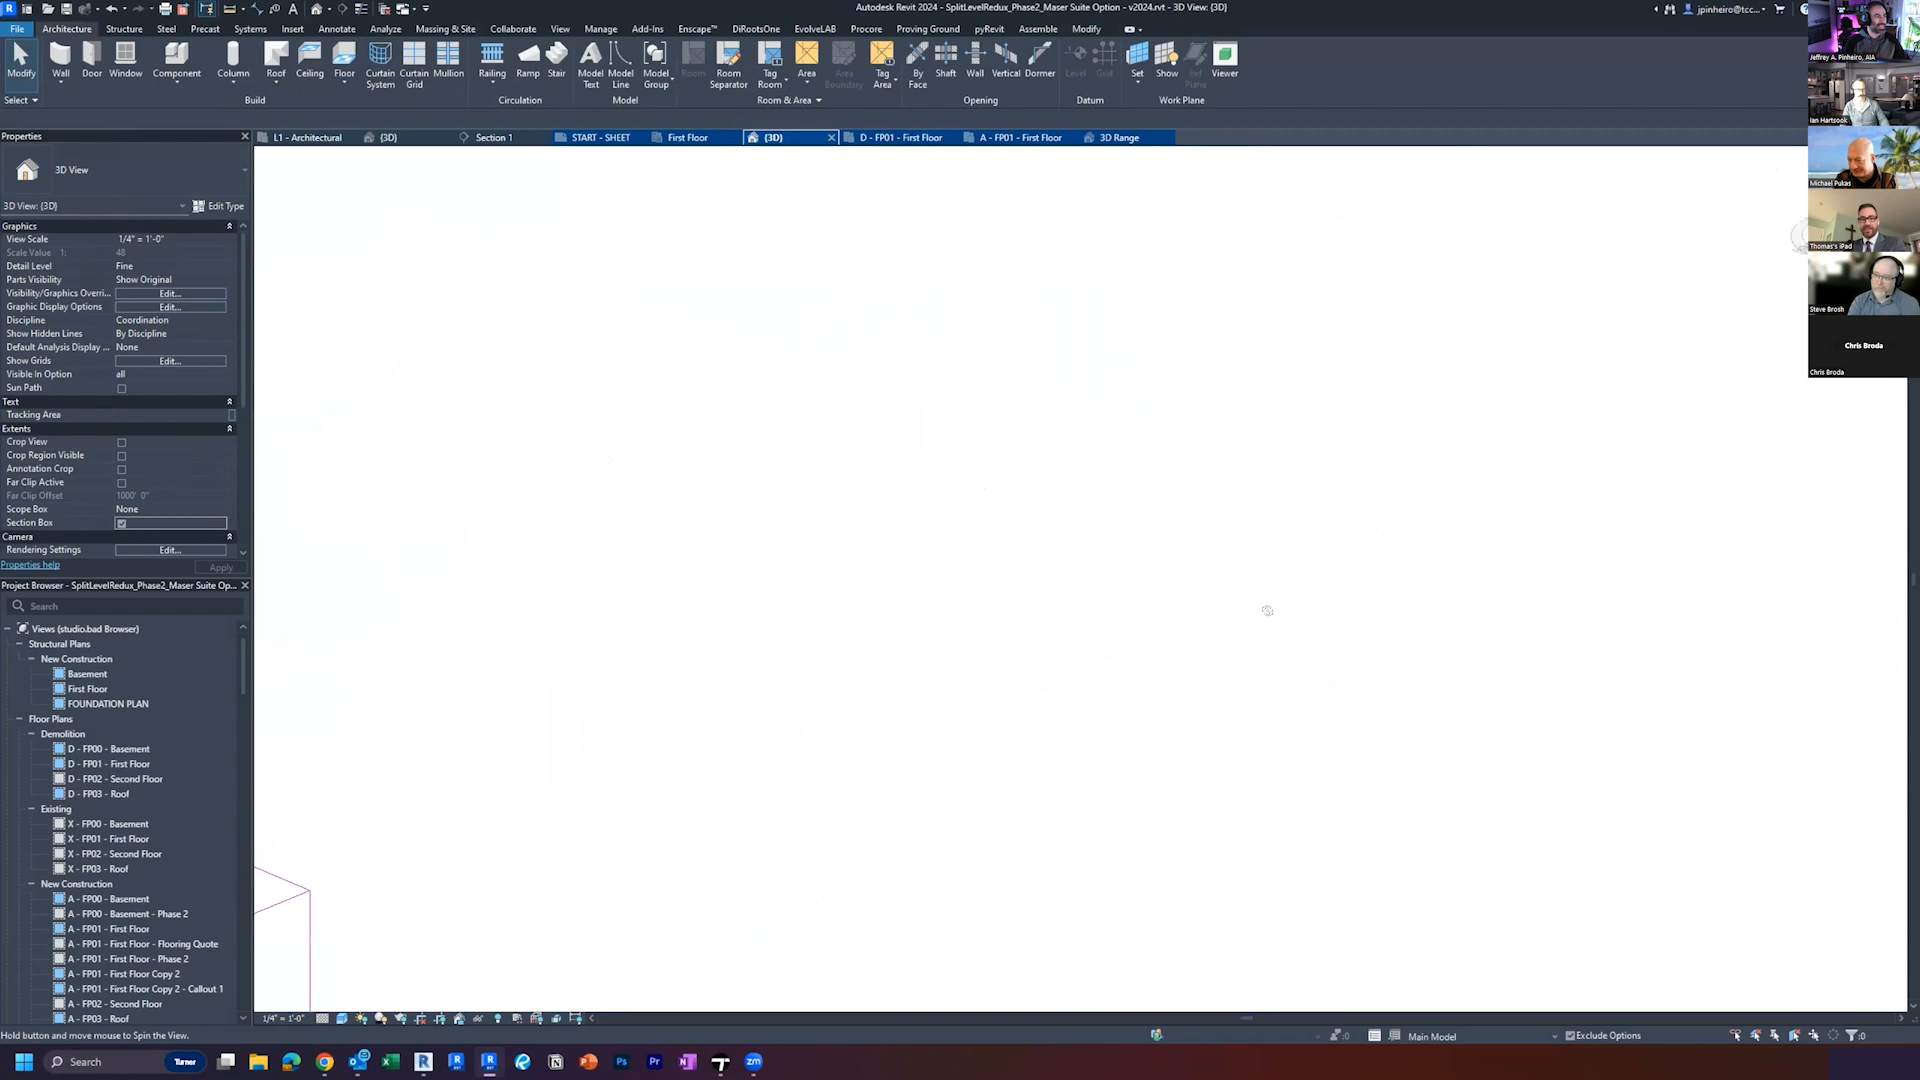 Autodesk Revit 2024 - SplitLevelRedux_Phase2_Maser Suite Option - v2024.rvt - 3D View: {3D}
jpinheiro@tcc...
File Architecture Structure Steel Precast Systems Insert Annotate Analyze Massing & Site Collaborate View Manage Add-Ins Enscape™ DiRootsOne EvolveLAB Procore Proving Ground pyRevit Assemble Modify
Modify Wall Door Window Component Column Roof Ceiling Floor Curtain System Curtain Grid Mullion Railing Ramp Stair Model Text Model Line Model Group Room Room Separator Tag Room Area Area Boundary Tag Area By Face Shaft Wall Vertical Dormer Level Grid Set Show Ref Plane Viewer
Select Build Circulation Model Room & Area Opening Datum Work Plane
Properties
L1 - Architectural {3D} Section 1 START - SHEET First Floor {3D} D - FP01 - First Floor A - FP01 - First Floor 3D Range
3D View
3D View: {3D} Edit Type
Graphics
View Scale 1/4" = 1'-0"
Scale Value 1: 48
Detail Level Fine
Parts Visibility Show Original
Visibility/Graphics Overri... Edit...
Graphic Display Options Edit...
Discipline Coordination
Show Hidden Lines By Discipline
Default Analysis Display ... None
Show Grids Edit...
Visible In Option all
Sun Path
Text
Tracking Area
Extents
Crop View
Crop Region Visible
Annotation Crop
Far Clip Active
Far Clip Offset 1000' 0"
Scope Box None
Section Box
Camera
Rendering Settings Edit...
Properties help Apply
Project Browser - SplitLevelRedux_Phase2_Maser Suite Op...
Search
Views (studio.bad Browser)
Structural Plans
New Construction
Basement
First Floor
FOUNDATION PLAN
Floor Plans
Demolition
D - FP00 - Basement
D - FP01 - First Floor
D - FP02 - Second Floor
D - FP03 - Roof
Existing
X - FP00 - Basement
X - FP01 - First Floor
X - FP02 - Second Floor
X - FP03 - Roof
New Construction
A - FP00 - Basement
A - FP00 - Basement - Phase 2
A - FP01 - First Floor
A - FP01 - First Floor - Flooring Quote
A - FP01 - First Floor - Phase 2
A - FP01 - First Floor Copy 2
A - FP01 - First Floor Copy 2 - Callout 1
A - FP02 - Second Floor
A - FP03 - Roof
1/4" = 1'-0"
Hold button and move mouse to Spin the View.
:0 Main Model Exclude Options :0
Search Turner
Jeffrey A. Pinheiro, AIA
Ian Hartsook
Michael Pukas
Thomas's iPad
Steve Brosh
Chris Broda
Chris Broda